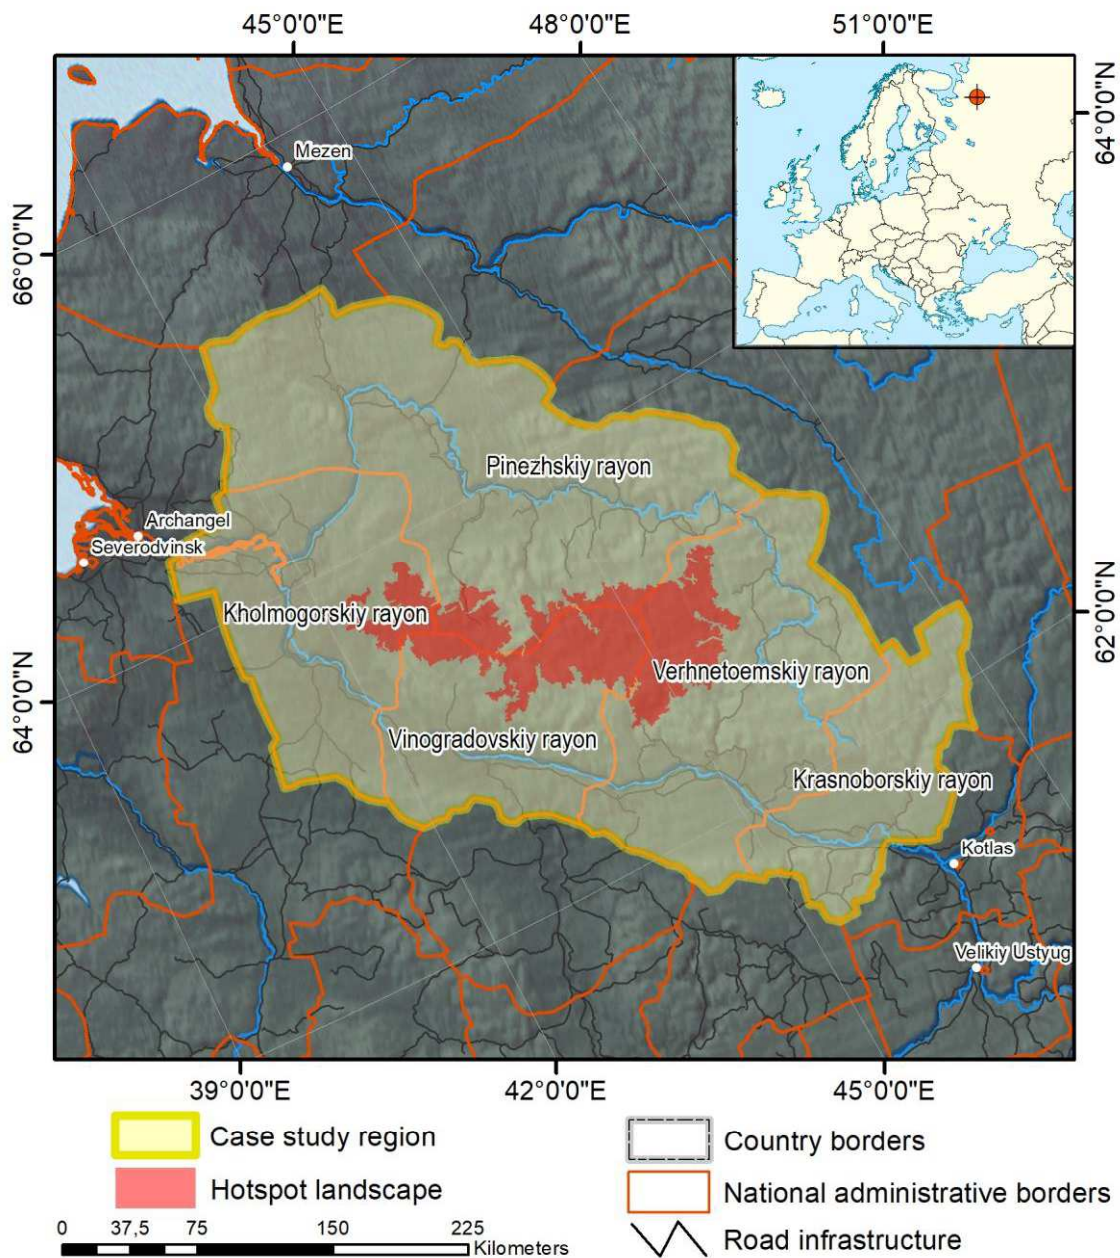 45°0'0"E
48°0'0"E
51°0'0"E
64°0'0"N
Mezen
66°0'0"N
Pinezhskiy rayon
Archangel
Severodvinsk
Kholmogorskiy rayon
62°0'0"N
Verhnetoemskiy rayon
64°0'0"N
Vinogradovskiy rayon
Krasnoborskiy rayon
Kotlas
Velikiy Ustyug
39°0'0"E
42°0'0"E
45°0'0"E
Case study region
Country borders
Hotspot landscape
National administrative borders
0 37,5 75 150 225
Kilometers
Road infrastructure